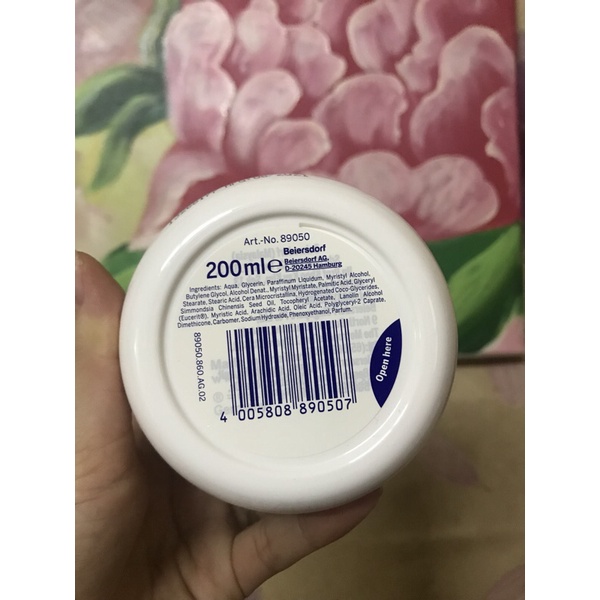 Art.-No. 89050
200ml e Beiersdorf
Beiersdorf AG,
D-20245 Hamburg
Ingredients: Aqua, Glycerin, Paraffinum Liquidum, Myristyl Alcohol,
Butylene Glycol, Alcohol Denat., Myristyl Myristate, Palmitic Acid, Glyceryl
Stearate, Stearic Acid, Cera Microcristallina, Hydrogenated Coco-Glycerides,
Simmondsia Chinensis Seed Oil, Tocopheryl Acetate, Lanolin Alcohol
(Eucerit®), Myristic Acid, Arachidic Acid, Oleic Acid, Polyglyceryl-2 Caprate,
Dimethicone, Carbomer, Sodium Hydroxide, Phenoxyethanol, Parfum.
89050.860.AG.02
Open here
4 005808 890507